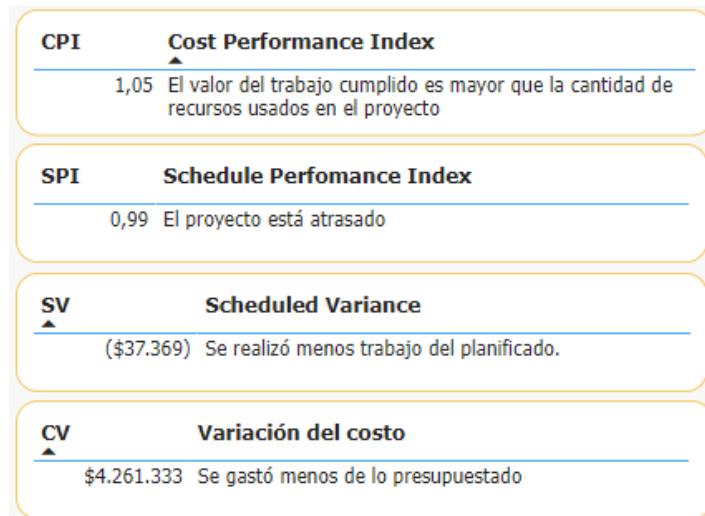 CPI Cost Performance Index
1,05 El valor del trabajo cumplido es mayor que la cantidad de
recursos usados en el proyecto
SPI Schedule Perfomance Index
0,99 El proyecto está atrasado
SV Scheduled Variance
($37.369) Se realizó menos trabajo del planificado.
CV Variación del costo
$4.261.333 Se gastó menos de lo presupuestado